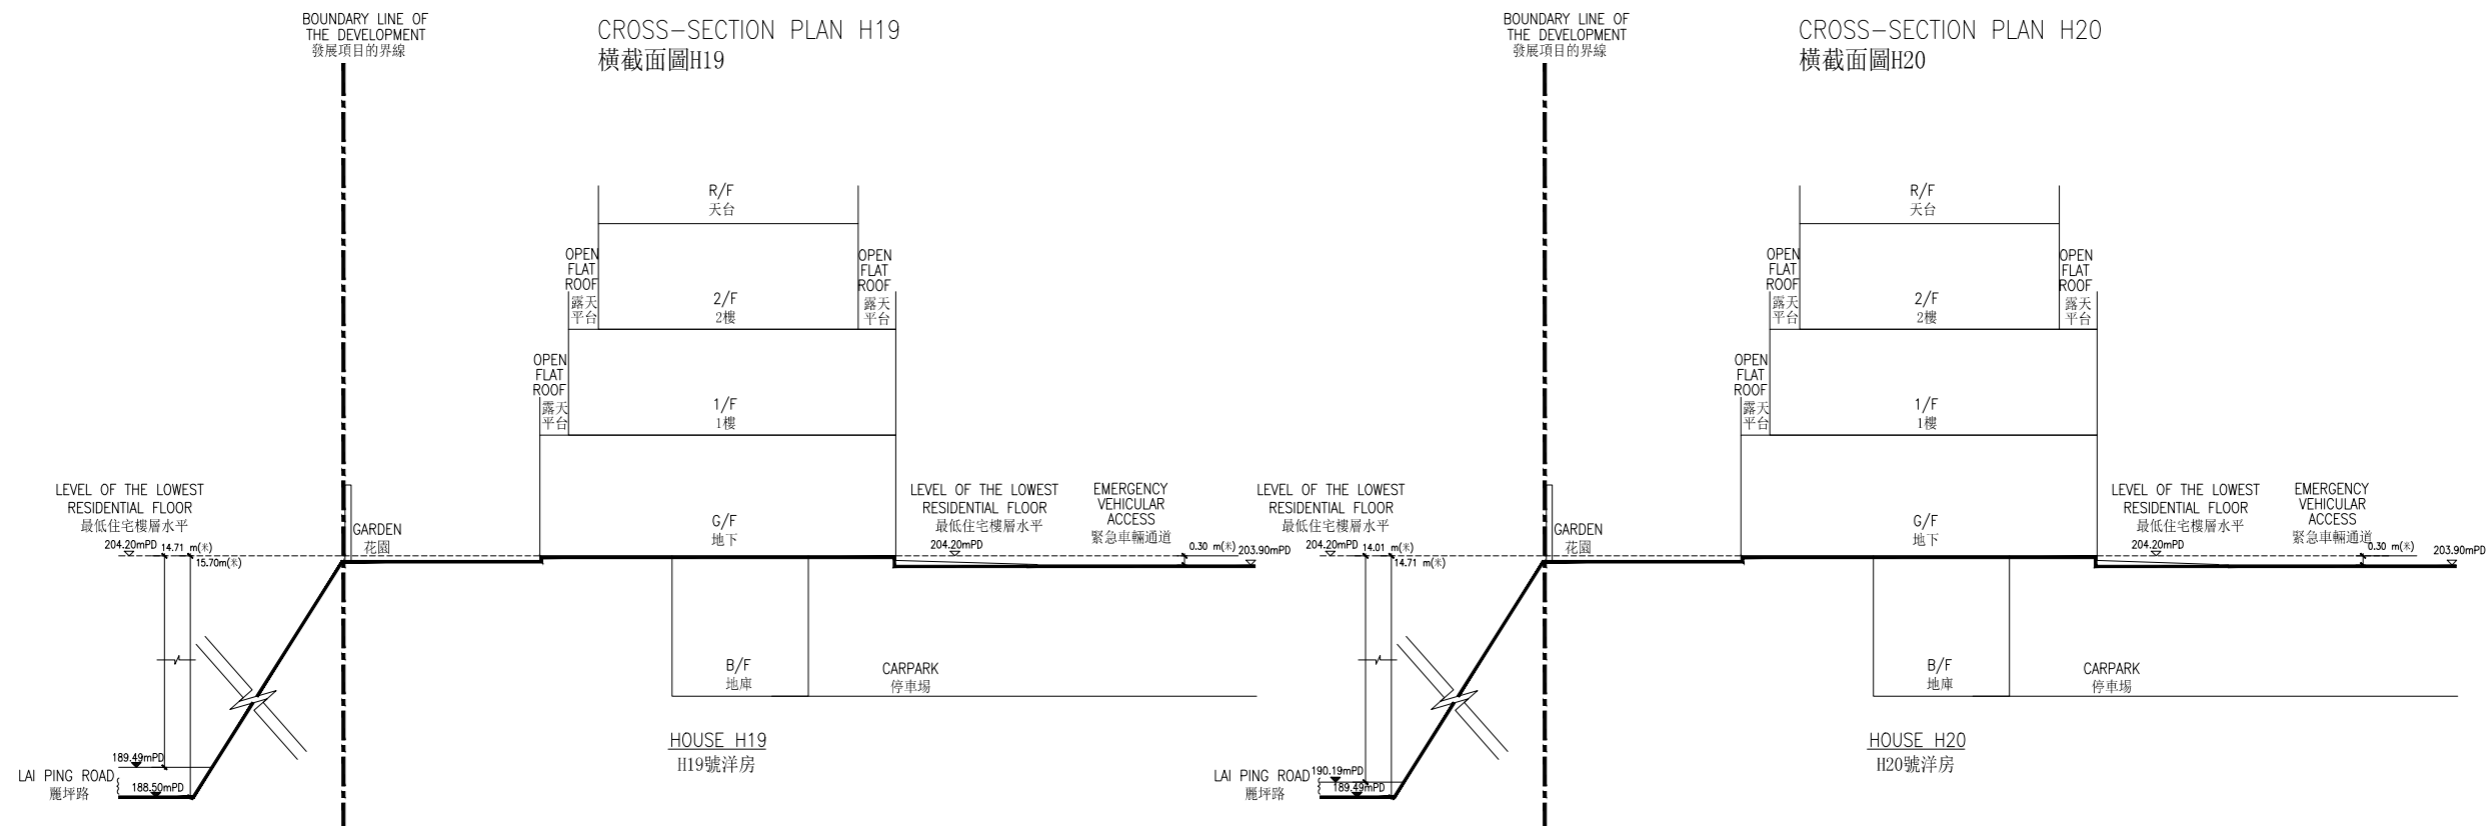 BOUNDARY LINE OF
THE DEVELOPMENT
發展項目的界線
CROSS-SECTION PLAN H19
橫截面圖H19
R/F
天台
OPEN
FLAT
ROOF
露天
平台
2/F
2樓
OPEN
FLAT
ROOF
露天
平台
OPEN
FLAT
ROOF
露天
平台
1/F
1樓
LEVEL OF THE LOWEST
RESIDENTIAL FLOOR
最低住宅樓層水平
204.20mPD
14.71 m(米)
15.70m(米)
GARDEN
花園
G/F
地下
LEVEL OF THE LOWEST
RESIDENTIAL FLOOR
最低住宅樓層水平
204.20mPD
EMERGENCY
VEHICULAR
ACCESS
緊急車輛通道
0.30 m(米)
203.90mPD
B/F
地庫
CARPARK
停車場
HOUSE H19
H19號洋房
189.49mPD
LAI PING ROAD
麗坪路
188.50mPD
BOUNDARY LINE OF
THE DEVELOPMENT
發展項目的界線
CROSS-SECTION PLAN H20
橫截面圖H20
R/F
天台
OPEN
FLAT
ROOF
露天
平台
2/F
2樓
OPEN
FLAT
ROOF
露天
平台
OPEN
FLAT
ROOF
露天
平台
1/F
1樓
LEVEL OF THE LOWEST
RESIDENTIAL FLOOR
最低住宅樓層水平
204.20mPD
14.01 m(米)
14.71 m(米)
GARDEN
花園
G/F
地下
LEVEL OF THE LOWEST
RESIDENTIAL FLOOR
最低住宅樓層水平
204.20mPD
EMERGENCY
VEHICULAR
ACCESS
緊急車輛通道
0.30 m(米)
203.90mPD
B/F
地庫
CARPARK
停車場
HOUSE H20
H20號洋房
190.19mPD
LAI PING ROAD
麗坪路
189.49mPD